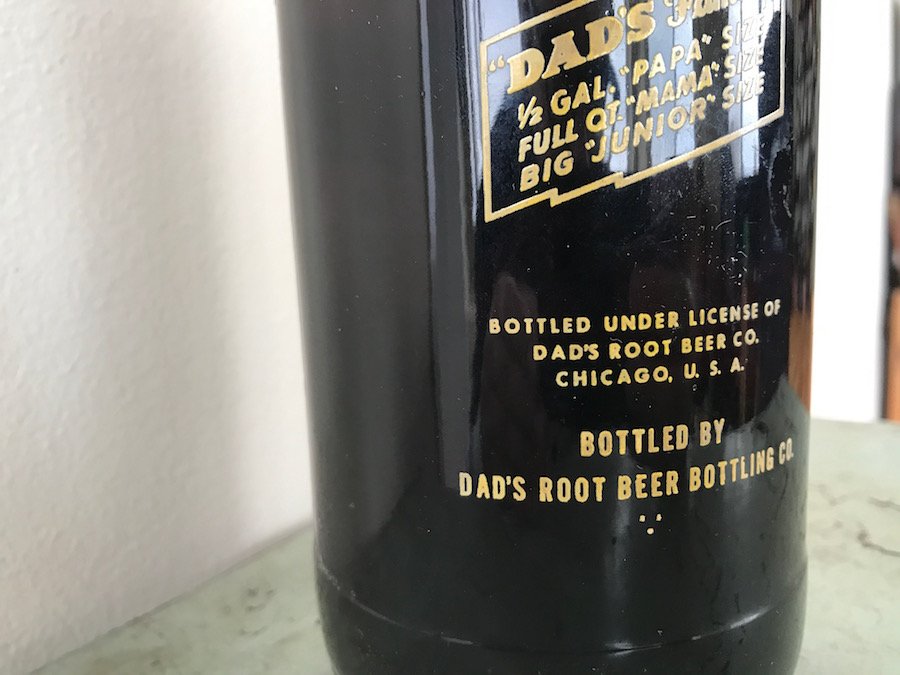 "DAD'S
½ GAL. "PAPA" SIZE
FULL QT. "MAMA" SIZE
BIG "JUNIOR" SIZE
BOTTLED UNDER LICENSE OF
DAD'S ROOT BEER CO.
CHICAGO, U. S. A.
BOTTLED BY
DAD'S ROOT BEER BOTTLING CO.